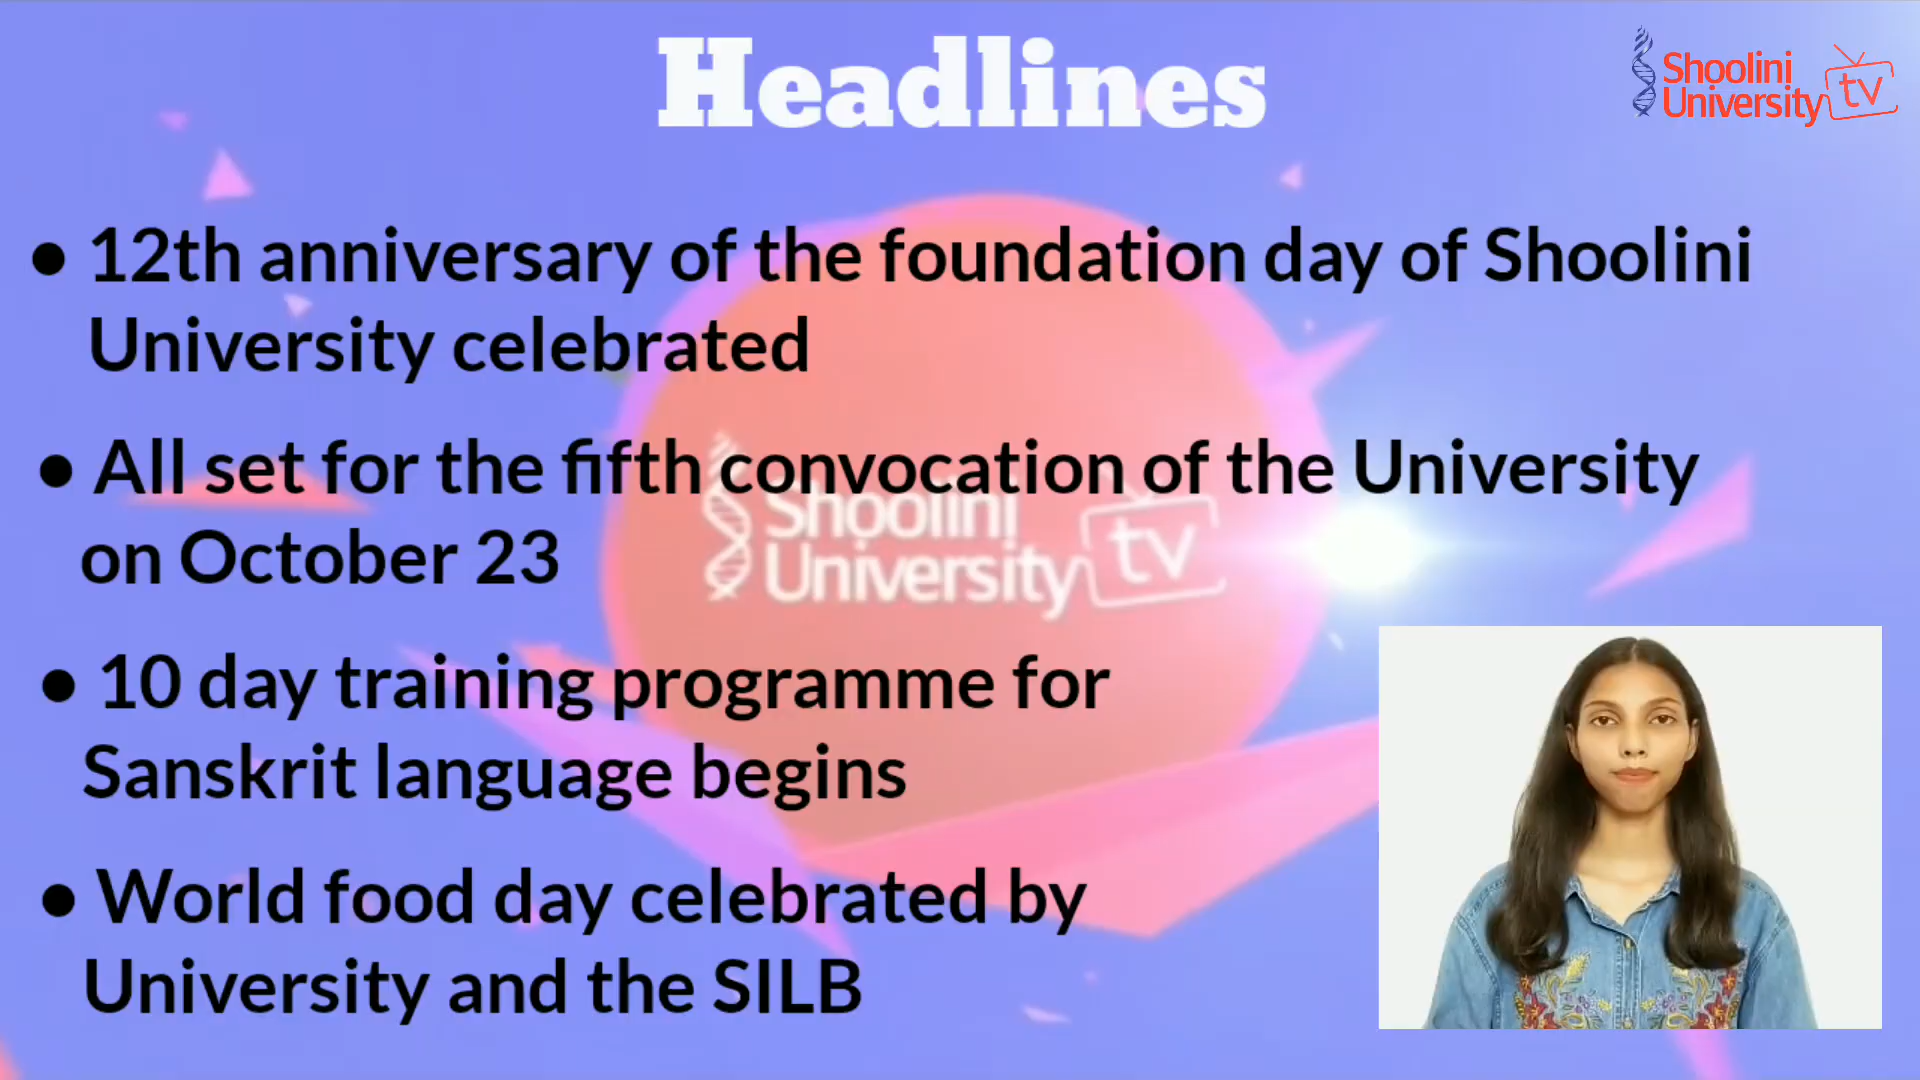 Headlines
Shoolini
University tv
• 12th anniversary of the foundation day of Shoolini
University celebrated
• All set for the fifth convocation of the University
on October 23
Shoolini
University tv
• 10 day training programme for
Sanskrit language begins
• World food day celebrated by
University and the SILB